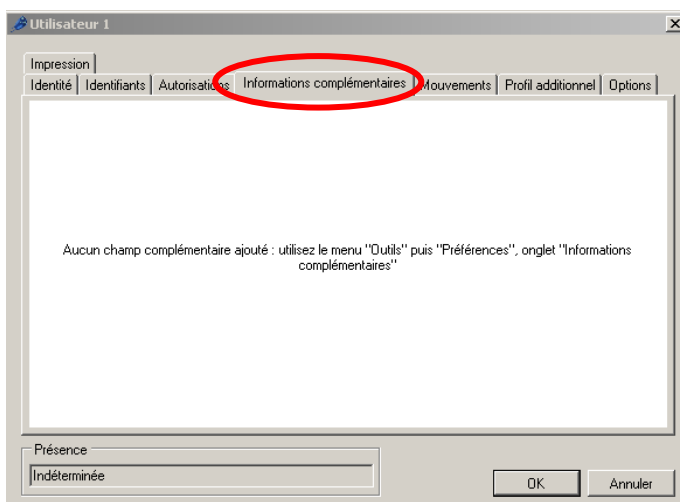 Utilisateur 1
Impression
Identité Identifiants Autorisations Informations complémentaires Mouvements Profil additionnel Options
Aucun champ complémentaire ajouté : utilisez le menu "Outils" puis "Préférences", onglet "Informations
complémentaires"
Présence
Indéterminée
OK Annuler